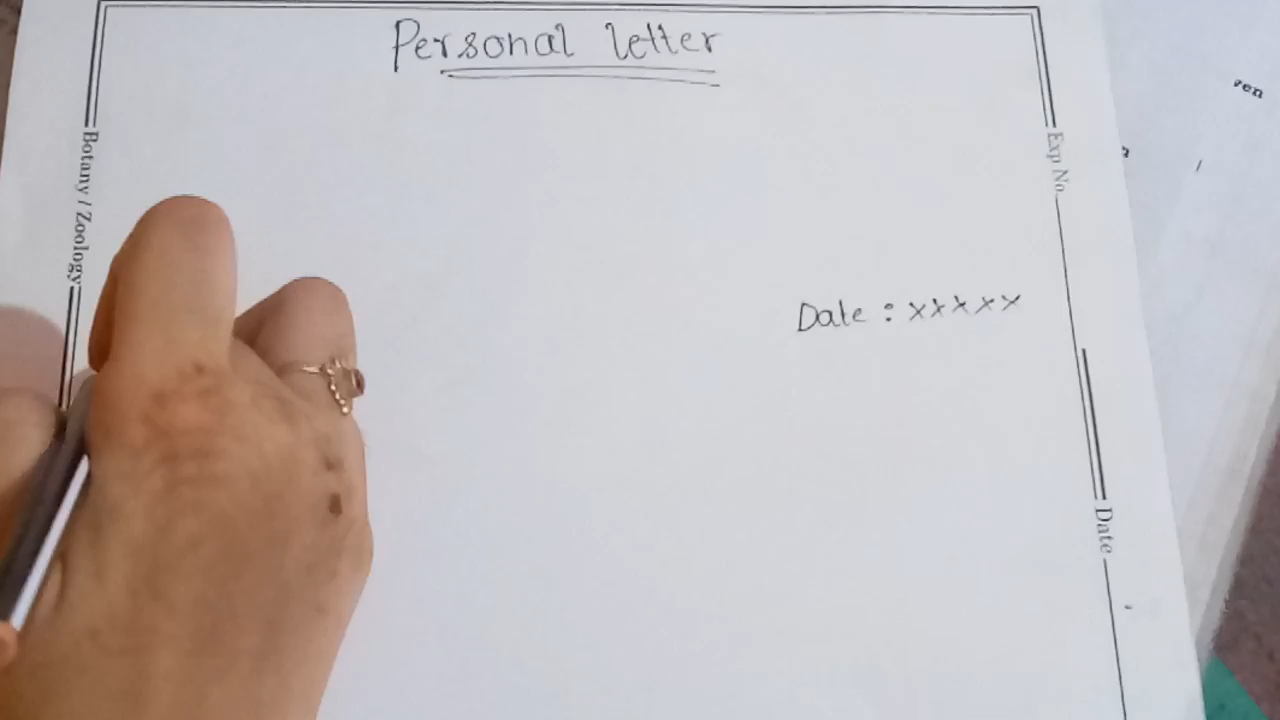 Personal letter
Botany / Zoology
Exp No.
Date : xxxxx
Date